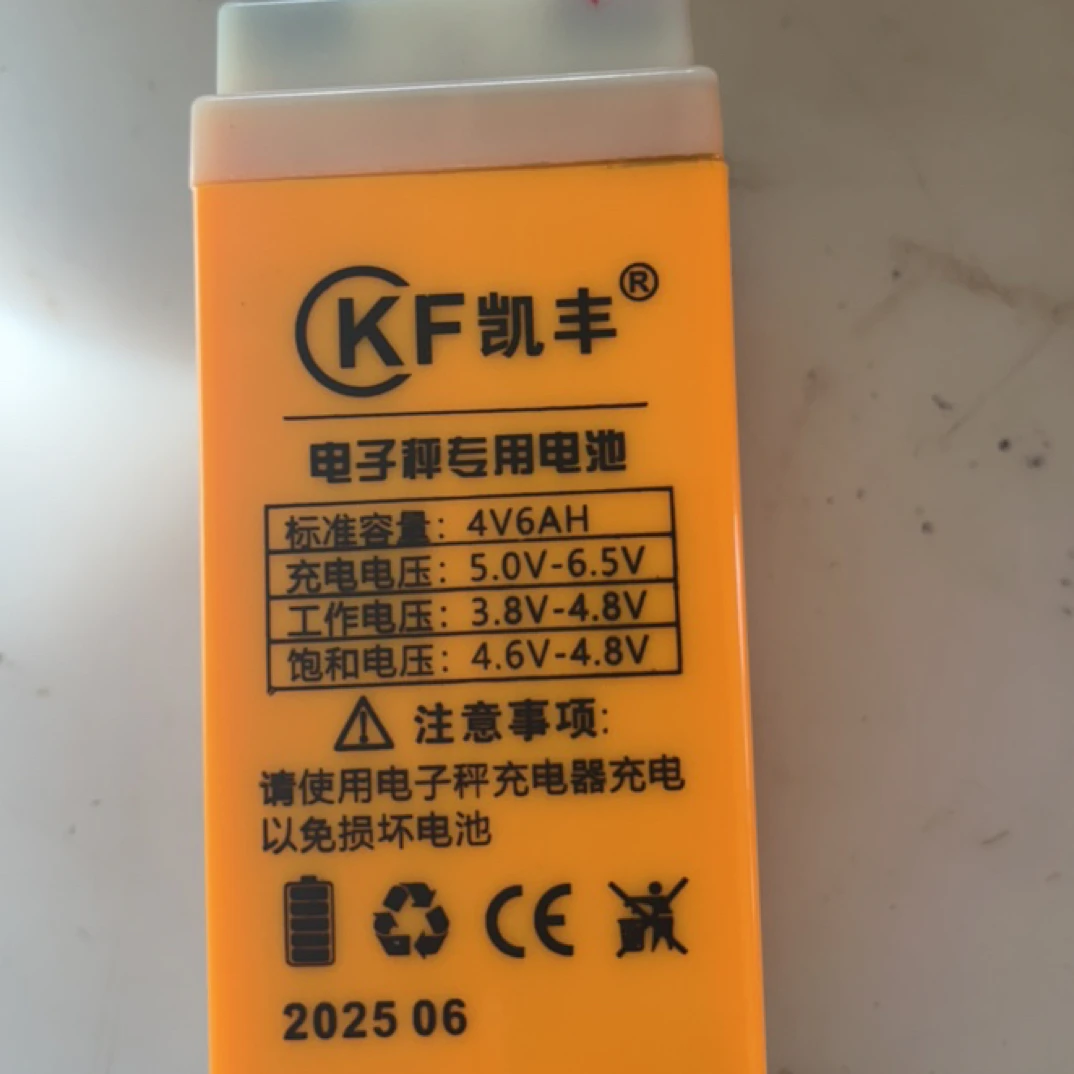 KF凯丰®
电子秤专用电池
标准容量：4V6AH
充电电压：5.0V-6.5V
工作电压：3.8V-4.8V
饱和电压：4.6V-4.8V
注意事项:
请使用电子秤充电器充电
以免损坏电池
CE
2025 06